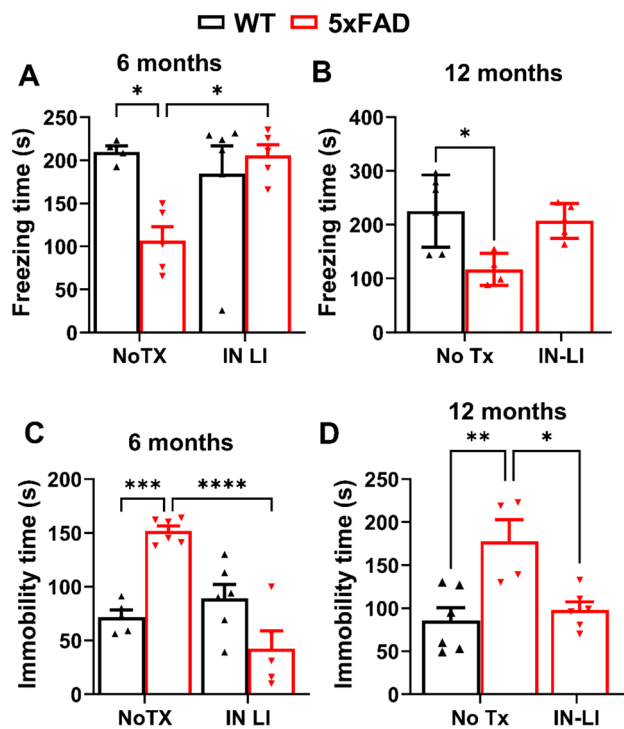 WT 5xFAD
A
6 months
Freezing time (s)
250
200
150
100
50
0
*
*
NoTX IN LI
B
12 months
Freezing time (s)
400
300
200
100
0
*
No Tx IN-LI
C
6 months
Immobility time (s)
200
150
100
50
0
***
****
NoTX IN LI
D
12 months
Immobility time (s)
250
200
150
100
50
0
**
*
No Tx IN-LI